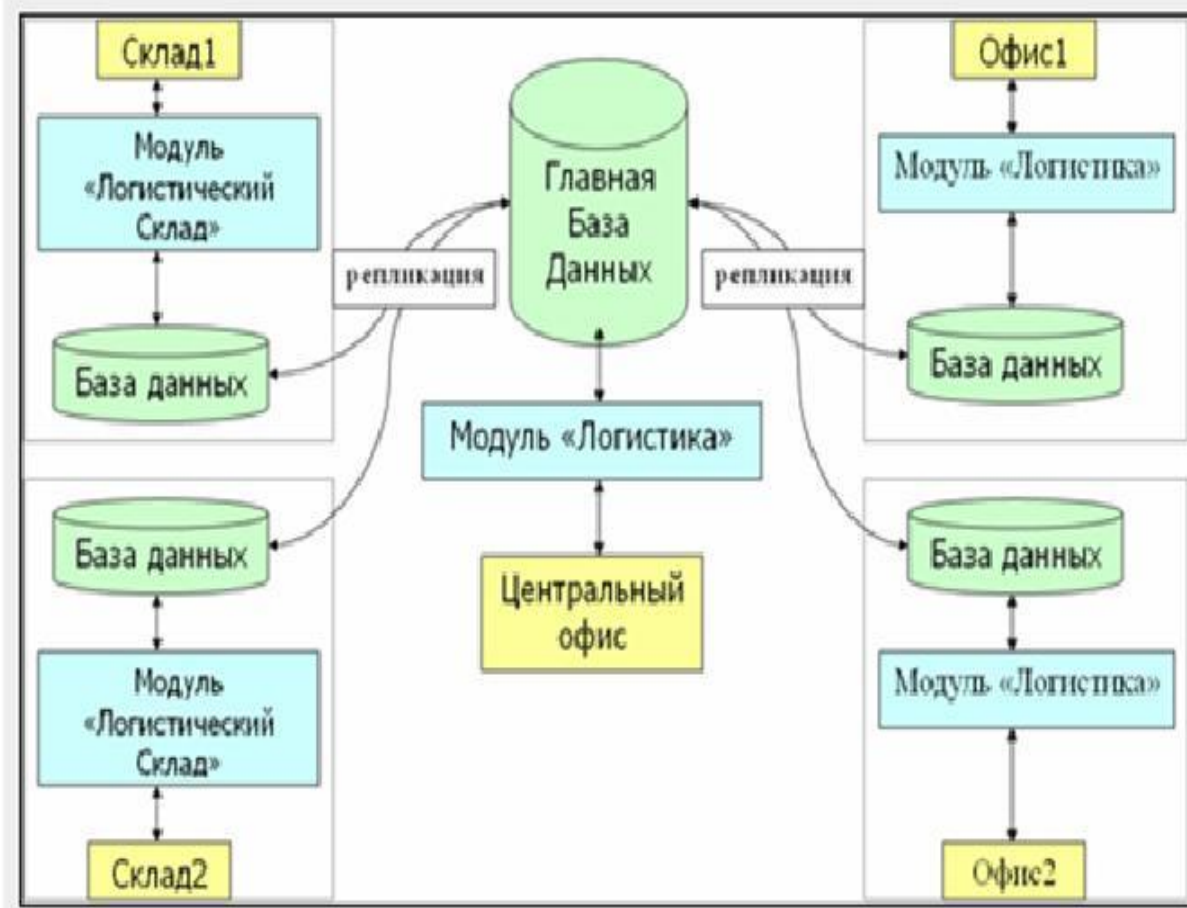 Склад1
Модуль
«Логистический
Склад»
База данных
База данных
Модуль
«Логистический
Склад»
Склад2
репликация
Главная
База
Данных
Модуль «Логистика»
Центральный
офис
репликация
Офис1
Модуль «Логистика»
База данных
База данных
Модуль «Логистика»
Офис2